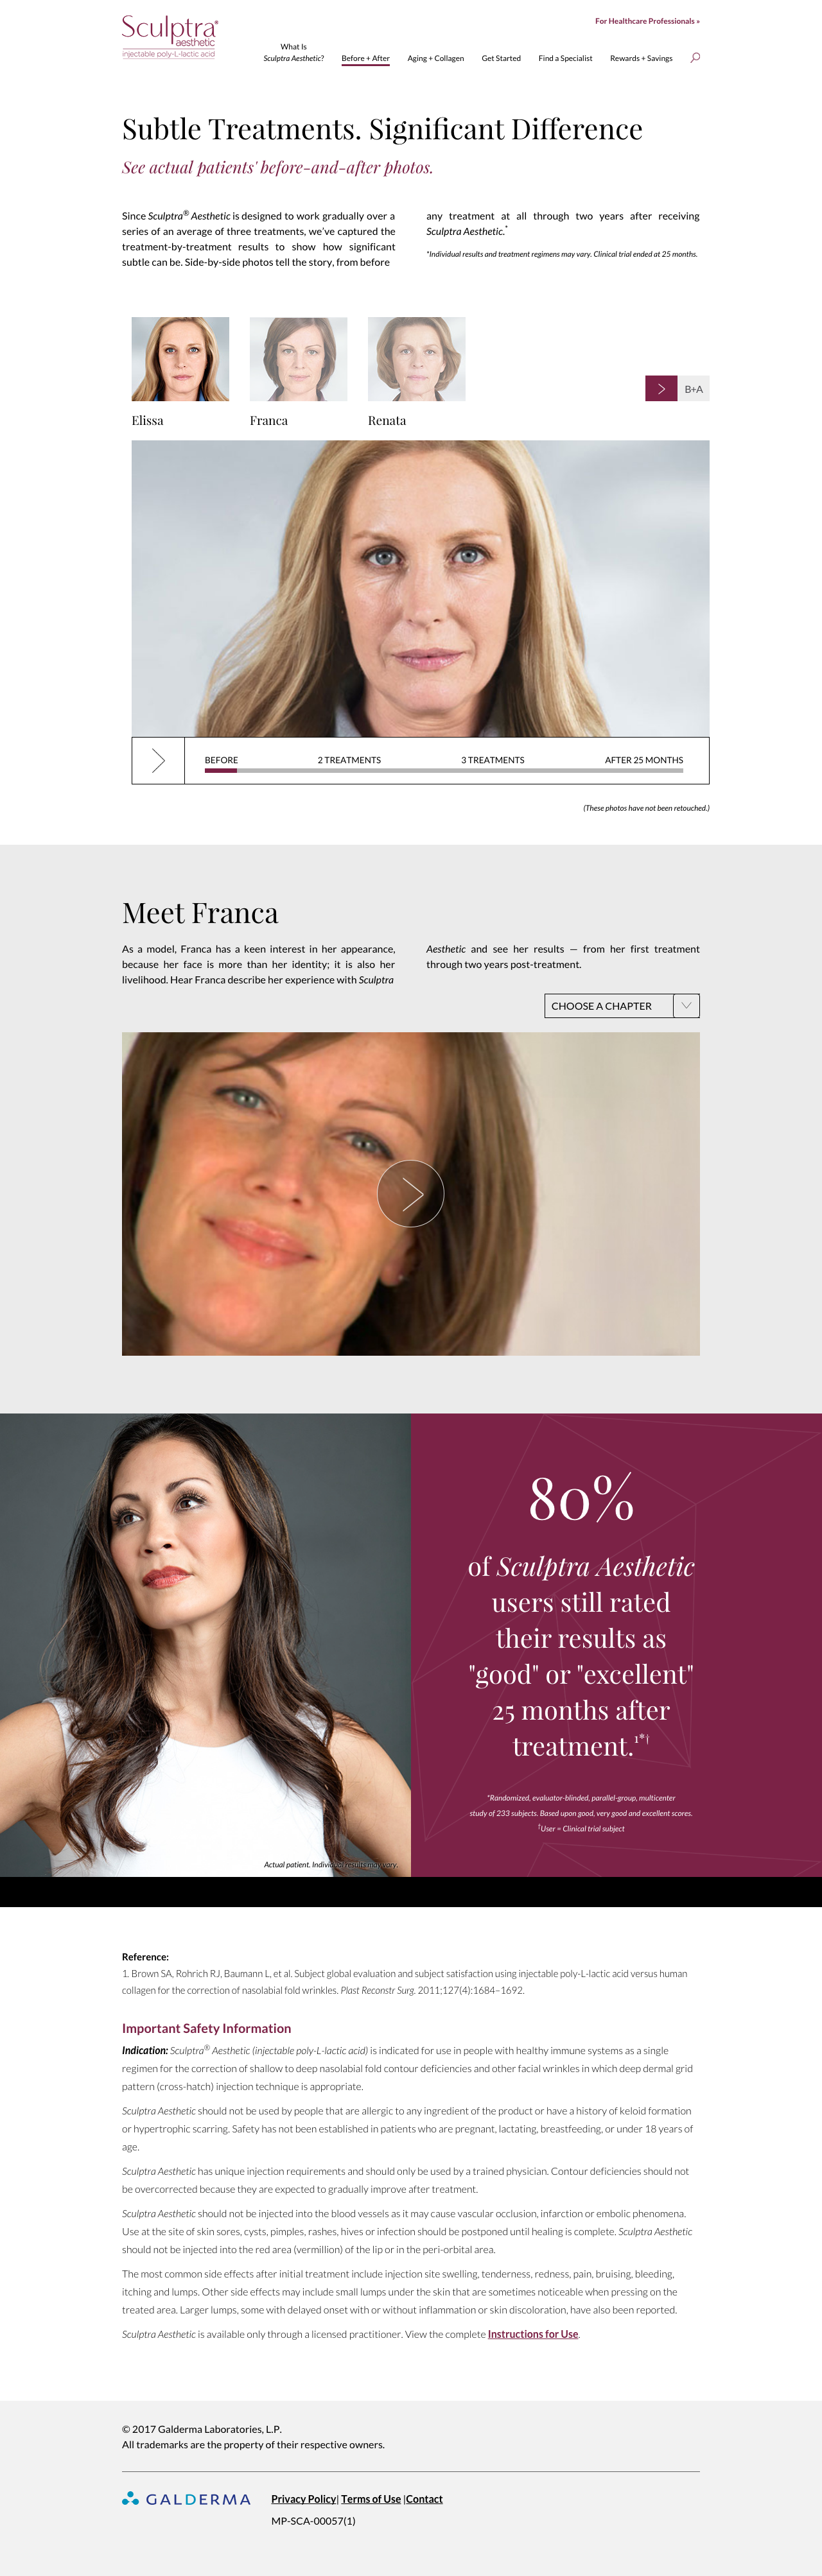 Sculptra®
aesthetic
injectable poly-L-lactic acid
For Healthcare Professionals »
What Is
Sculptra Aesthetic?
Before + After
Aging + Collagen
Get Started
Find a Specialist
Rewards + Savings
Subtle Treatments. Significant Difference
See actual patients' before-and-after photos.
Since Sculptra® Aesthetic is designed to work gradually over a
series of an average of three treatments, we've captured the
treatment-by-treatment results to show how significant
subtle can be. Side-by-side photos tell the story, from before
any treatment at all through two years after receiving
Sculptra Aesthetic.*
*Individual results and treatment regimens may vary. Clinical trial ended at 25 months.
B+A
Elissa
Franca
Renata
BEFORE
2 TREATMENTS
3 TREATMENTS
AFTER 25 MONTHS
(These photos have not been retouched.)
Meet Franca
As a model, Franca has a keen interest in her appearance,
because her face is more than her identity; it is also her
livelihood. Hear Franca describe her experience with Sculptra
Aesthetic and see her results — from her first treatment
through two years post-treatment.
CHOOSE A CHAPTER
80%
of Sculptra Aesthetic
users still rated
their results as
"good" or "excellent"
25 months after
treatment.1*†
*Randomized, evaluator-blinded, parallel-group, multicenter
study of 233 subjects. Based upon good, very good and excellent scores.
†User = Clinical trial subject
Actual patient. Individual results may vary.
Reference:
1. Brown SA, Rohrich RJ, Baumann L, et al. Subject global evaluation and subject satisfaction using injectable poly-L-lactic acid versus human
collagen for the correction of nasolabial fold wrinkles. Plast Reconstr Surg. 2011;127(4):1684–1692.
Important Safety Information
Indication: Sculptra® Aesthetic (injectable poly-L-lactic acid) is indicated for use in people with healthy immune systems as a single
regimen for the correction of shallow to deep nasolabial fold contour deficiencies and other facial wrinkles in which deep dermal grid
pattern (cross-hatch) injection technique is appropriate.
Sculptra Aesthetic should not be used by people that are allergic to any ingredient of the product or have a history of keloid formation
or hypertrophic scarring. Safety has not been established in patients who are pregnant, lactating, breastfeeding, or under 18 years of
age.
Sculptra Aesthetic has unique injection requirements and should only be used by a trained physician. Contour deficiencies should not
be overcorrected because they are expected to gradually improve after treatment.
Sculptra Aesthetic should not be injected into the blood vessels as it may cause vascular occlusion, infarction or embolic phenomena.
Use at the site of skin sores, cysts, pimples, rashes, hives or infection should be postponed until healing is complete. Sculptra Aesthetic
should not be injected into the red area (vermillion) of the lip or in the peri-orbital area.
The most common side effects after initial treatment include injection site swelling, tenderness, redness, pain, bruising, bleeding,
itching and lumps. Other side effects may include small lumps under the skin that are sometimes noticeable when pressing on the
treated area. Larger lumps, some with delayed onset with or without inflammation or skin discoloration, have also been reported.
Sculptra Aesthetic is available only through a licensed practitioner. View the complete Instructions for Use.
© 2017 Galderma Laboratories, L.P.
All trademarks are the property of their respective owners.
GALDERMA
Privacy Policy| Terms of Use |Contact
MP-SCA-00057(1)